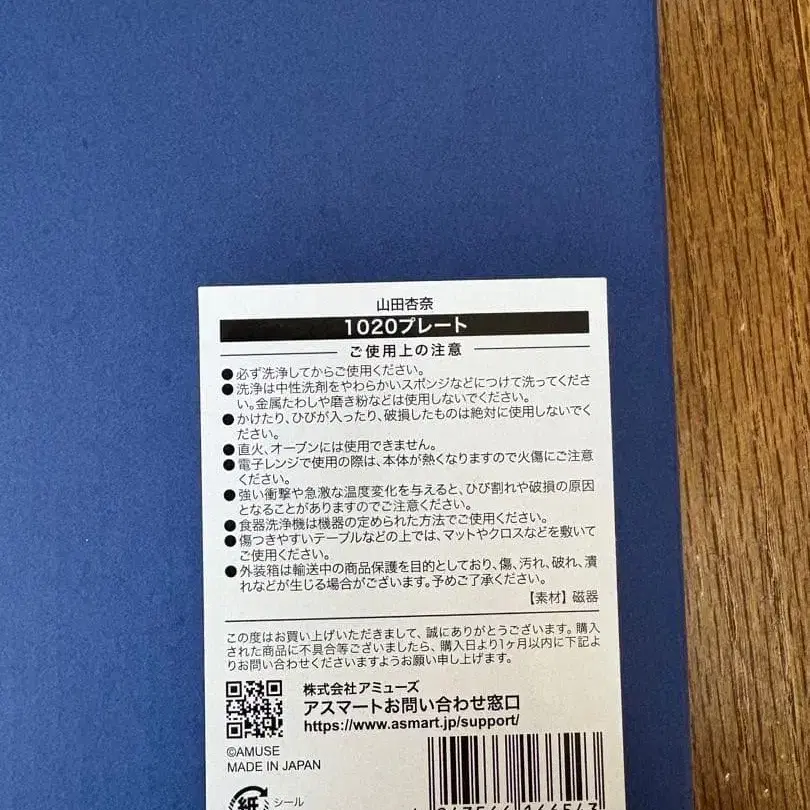 山田杏奈
1020プレート
ご使用上の注意
●必ず洗浄してからご使用ください。
●洗浄は中性洗剤をやわらかいスポンジなどにつけて洗ってくださ
い。金属たわしや磨き粉などは使用しないでください。
●かけたり、ひびが入ったり、破損したものは絶対に使用しないでく
ださい。
●直火、オーブンには使用できません。
●電子レンジで使用の際は、本体が熱くなりますので火傷にご注意
ください。
●強い衝撃や急激な温度変化を与えると、ひび割れや破損の原因
となることがありますのでご注意ください。
●食器洗浄機は機器の定められた方法でご使用ください。
●傷つきやすいテーブルなどの上では、マットやクロスなどを敷いて
ご使用ください。
●外装箱は輸送中の商品保護を目的としており、傷、汚れ、破れ、潰
れなどが生じる場合がございます。予めご了承ください。
【素材】磁器
この度はお買い上げいただきまして、誠にありがとうございます。購入
された商品に不具合等ございましたら、購入日より1ヶ月以内に下記よ
りお問い合わせくださいますようお願い申し上げます。
株式会社アミューズ
アスマートお問い合わせ窓口
https://www.asmart.jp/support/
©AMUSE
MADE IN JAPAN
紙
シール